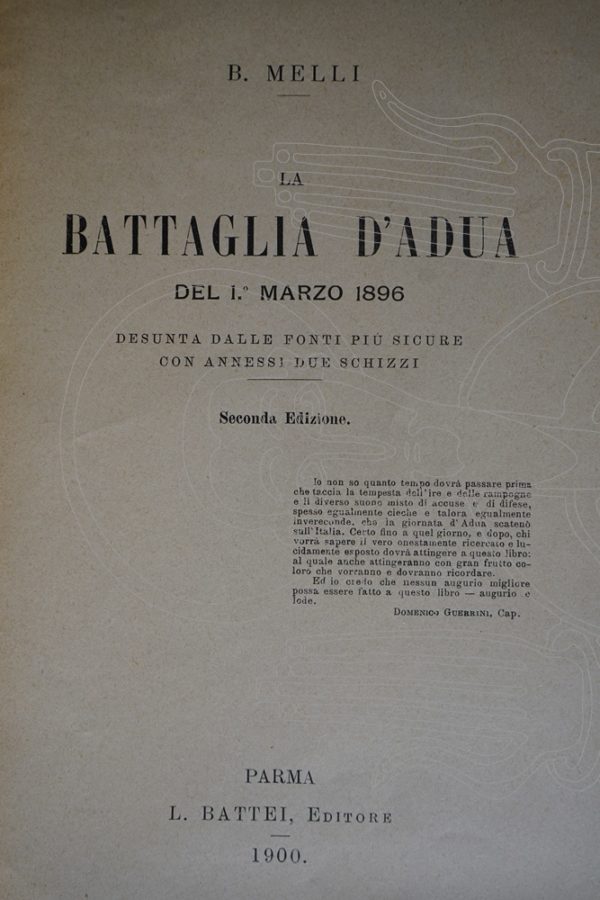 B. MELLI
LA
BATTAGLIA D'ADUA
DEL 1.º MARZO 1896
DESUNTA DALLE FONTI PIÚ SICURE
CON ANNESSI DUE SCHIZZI
Seconda Edizione.
Io non so quanto tempo dovrà passare prima
che taccia la tempesta dell'ire e delle rampogne
e il diverso suono misto di accuse e di difese,
spesso egualmente cieche e talora egualmente
invereconde, che la giornata d'Adua scatenò
sull'Italia. Certo fino a quel giorno, e dopo, chi
vorrà sapere il vero onestamente ricercato e lu-
cidamente esposto dovrà attingere a questo libro:
al quale anche attingeranno con gran frutto co-
loro che vorranno e dovranno ricordare.
Ed io credo che nessun augurio migliore
possa essere fatto a questo libro — augurio e
lode.
DOMENICO GUERRINI, Cap.
PARMA
L. BATTEI, EDITORE
1900.